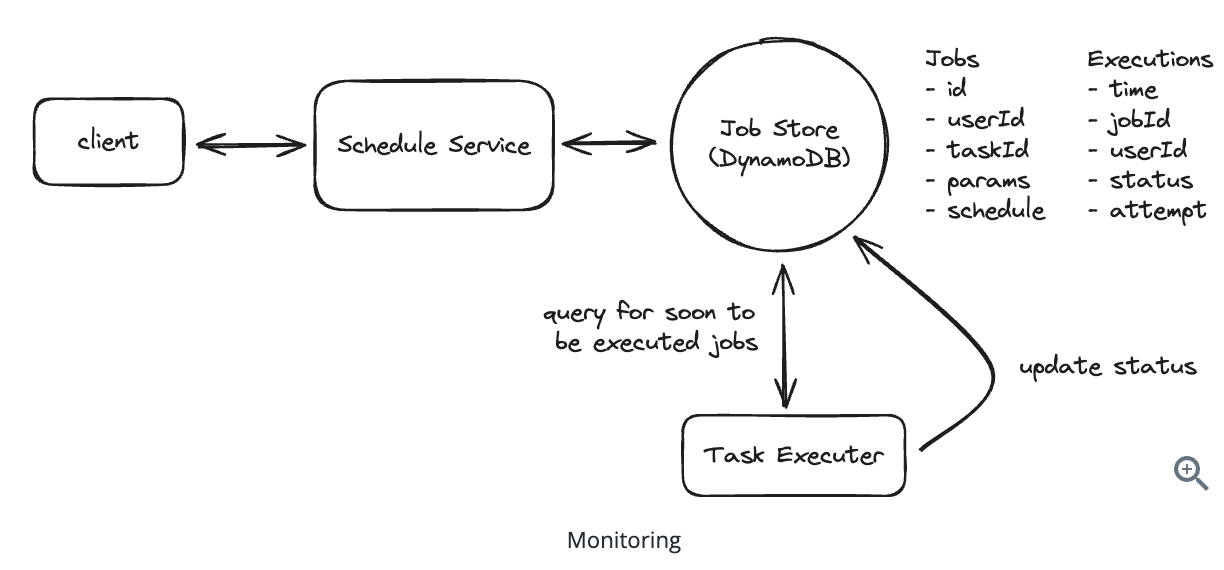 client
Schedule Service
Job Store
(DynamoDB)
Jobs
- id
- userId
- taskId
- params
- schedule
Executions
- time
- jobId
- userId
- status
- attempt
query for soon to
be executed jobs
update status
Task Executer
Monitoring